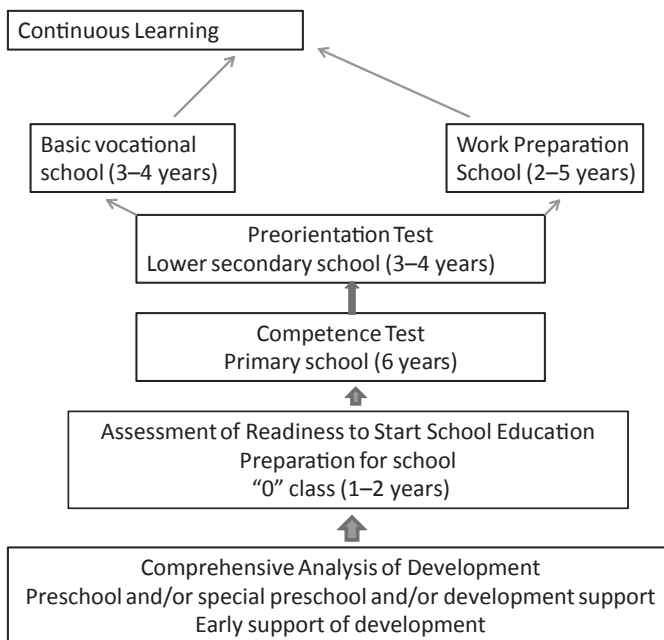 Continuous Learning
Basic vocational
school (3–4 years)
Work Preparation
School (2–5 years)
Preorientation Test
Lower secondary school (3–4 years)
Competence Test
Primary school (6 years)
Assessment of Readiness to Start School Education
Preparation for school
“0” class (1–2 years)
Comprehensive Analysis of Development
Preschool and/or special preschool and/or development support
Early support of development